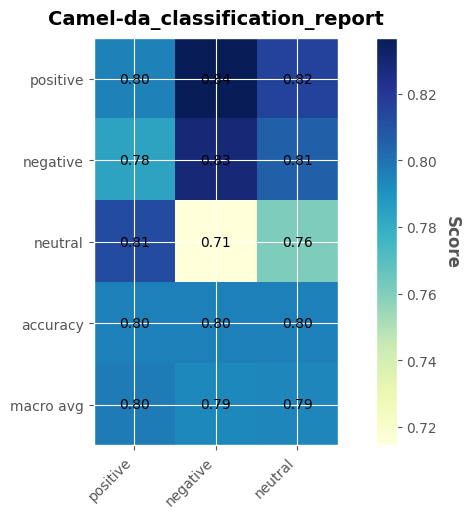 Camel-da_classification_report
positive 0.80 0.84 0.82
negative 0.78 0.83 0.81
neutral 0.81 0.71 0.76
accuracy 0.80 0.80 0.80
macro avg 0.80 0.79 0.79
positive negative neutral
0.82
0.80
0.78
0.76
0.74
0.72
Score